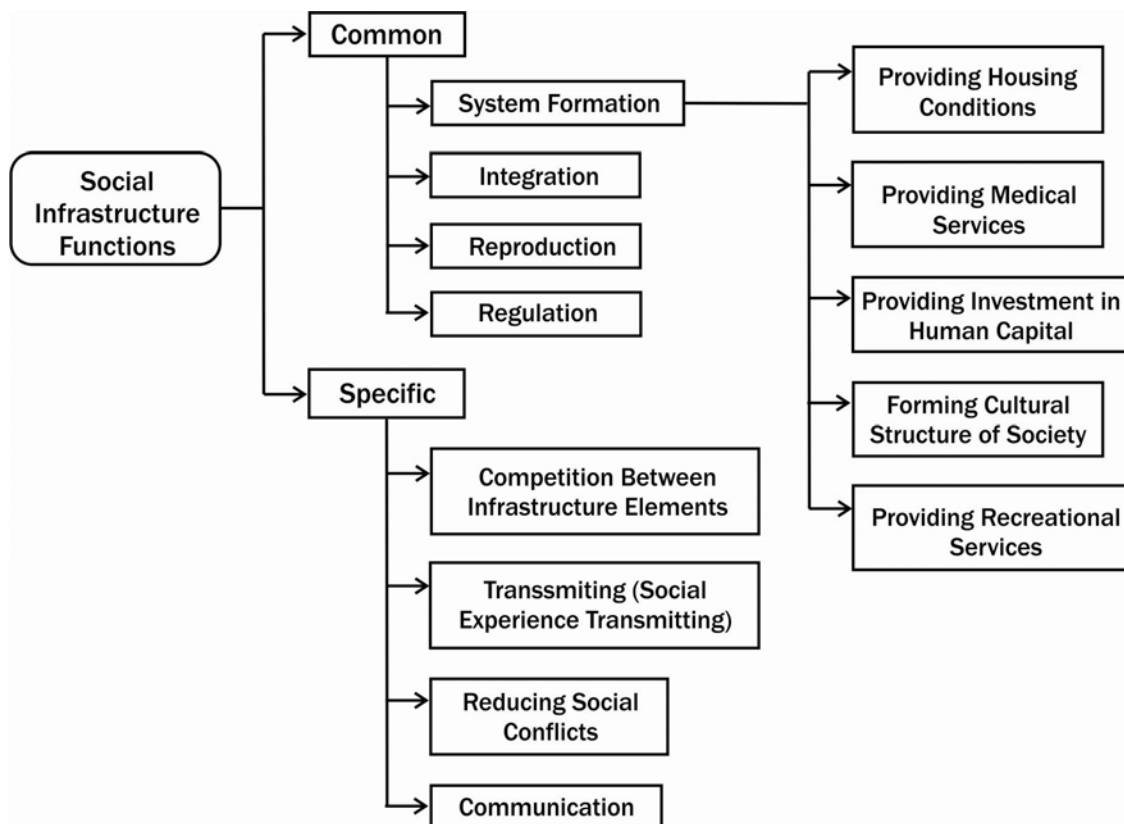 Social
Infrastructure
Functions
Common
System Formation
Integration
Reproduction
Regulation
Specific
Competition Between
Infrastructure Elements
Transsmiting (Social
Experience Transmitting)
Reducing Social
Conflicts
Communication
Providing Housing
Conditions
Providing Medical
Services
Providing Investment in
Human Capital
Forming Cultural
Structure of Society
Providing Recreational
Services